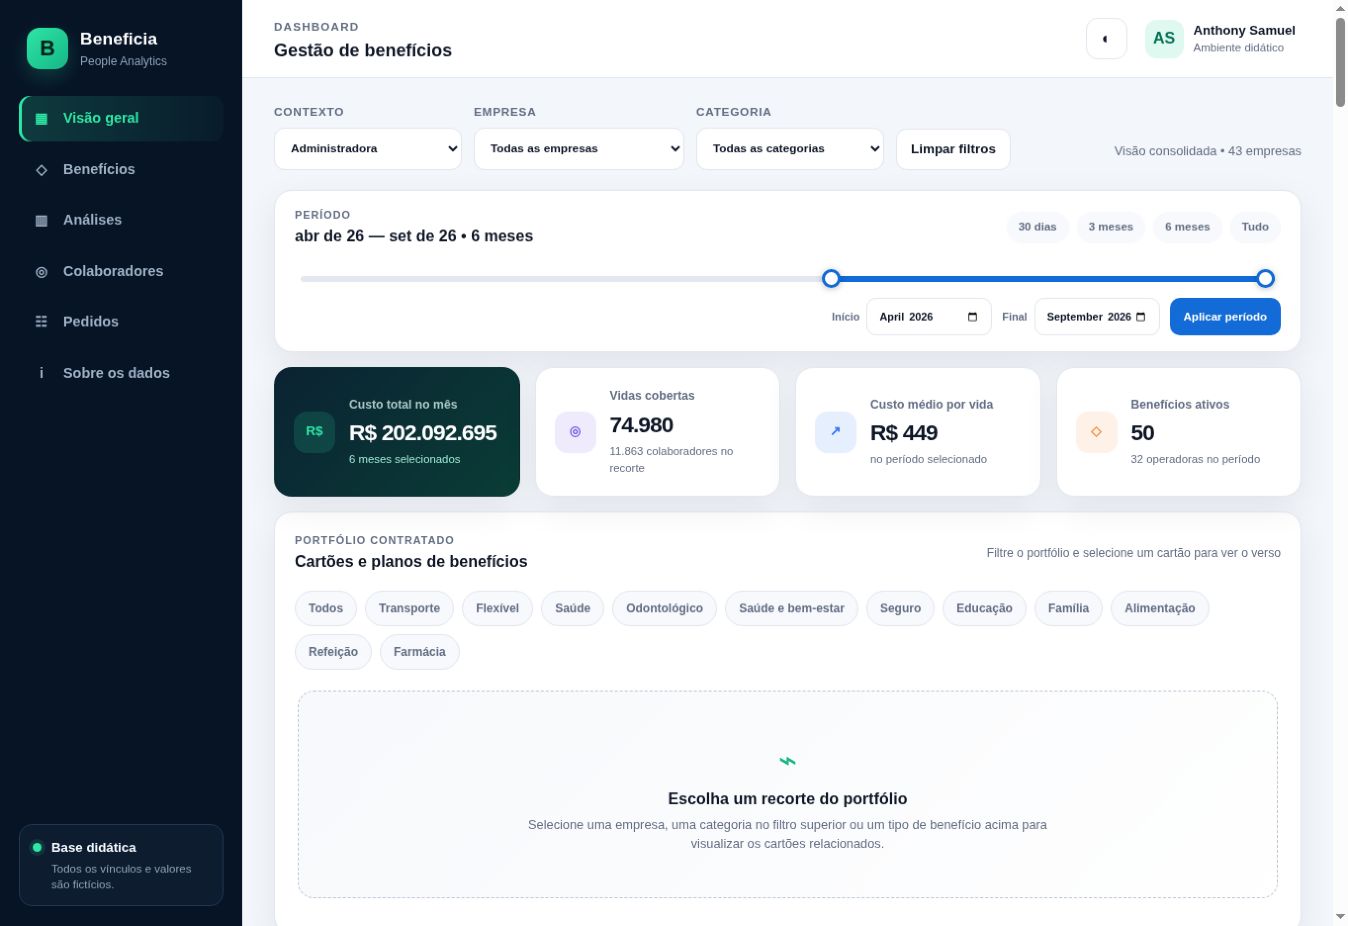 B
Beneficia
People Analytics
Visão geral
Benefícios
Análises
Colaboradores
Pedidos
i Sobre os dados
Base didática
Todos os vínculos e valores
são fictícios.
DASHBOARD
Gestão de benefícios
AS
Anthony Samuel
Ambiente didático
CONTEXTO
Administradora
EMPRESA
Todas as empresas
CATEGORIA
Todas as categorias
Limpar filtros
Visão consolidada • 43 empresas
PERÍODO
abr de 26 — set de 26 • 6 meses
30 dias
3 meses
6 meses
Tudo
Início
April 2026
Final
September 2026
Aplicar período
R$
Custo total no mês
R$ 202.092.695
6 meses selecionados
Vidas cobertas
74.980
11.863 colaboradores no
recorte
Custo médio por vida
R$ 449
no período selecionado
Benefícios ativos
50
32 operadoras no período
PORTFÓLIO CONTRATADO
Cartões e planos de benefícios
Filtre o portfólio e selecione um cartão para ver o verso
Todos
Transporte
Flexível
Saúde
Odontológico
Saúde e bem-estar
Seguro
Educação
Família
Alimentação
Refeição
Farmácia
Escolha um recorte do portfólio
Selecione uma empresa, uma categoria no filtro superior ou um tipo de benefício acima para
visualizar os cartões relacionados.